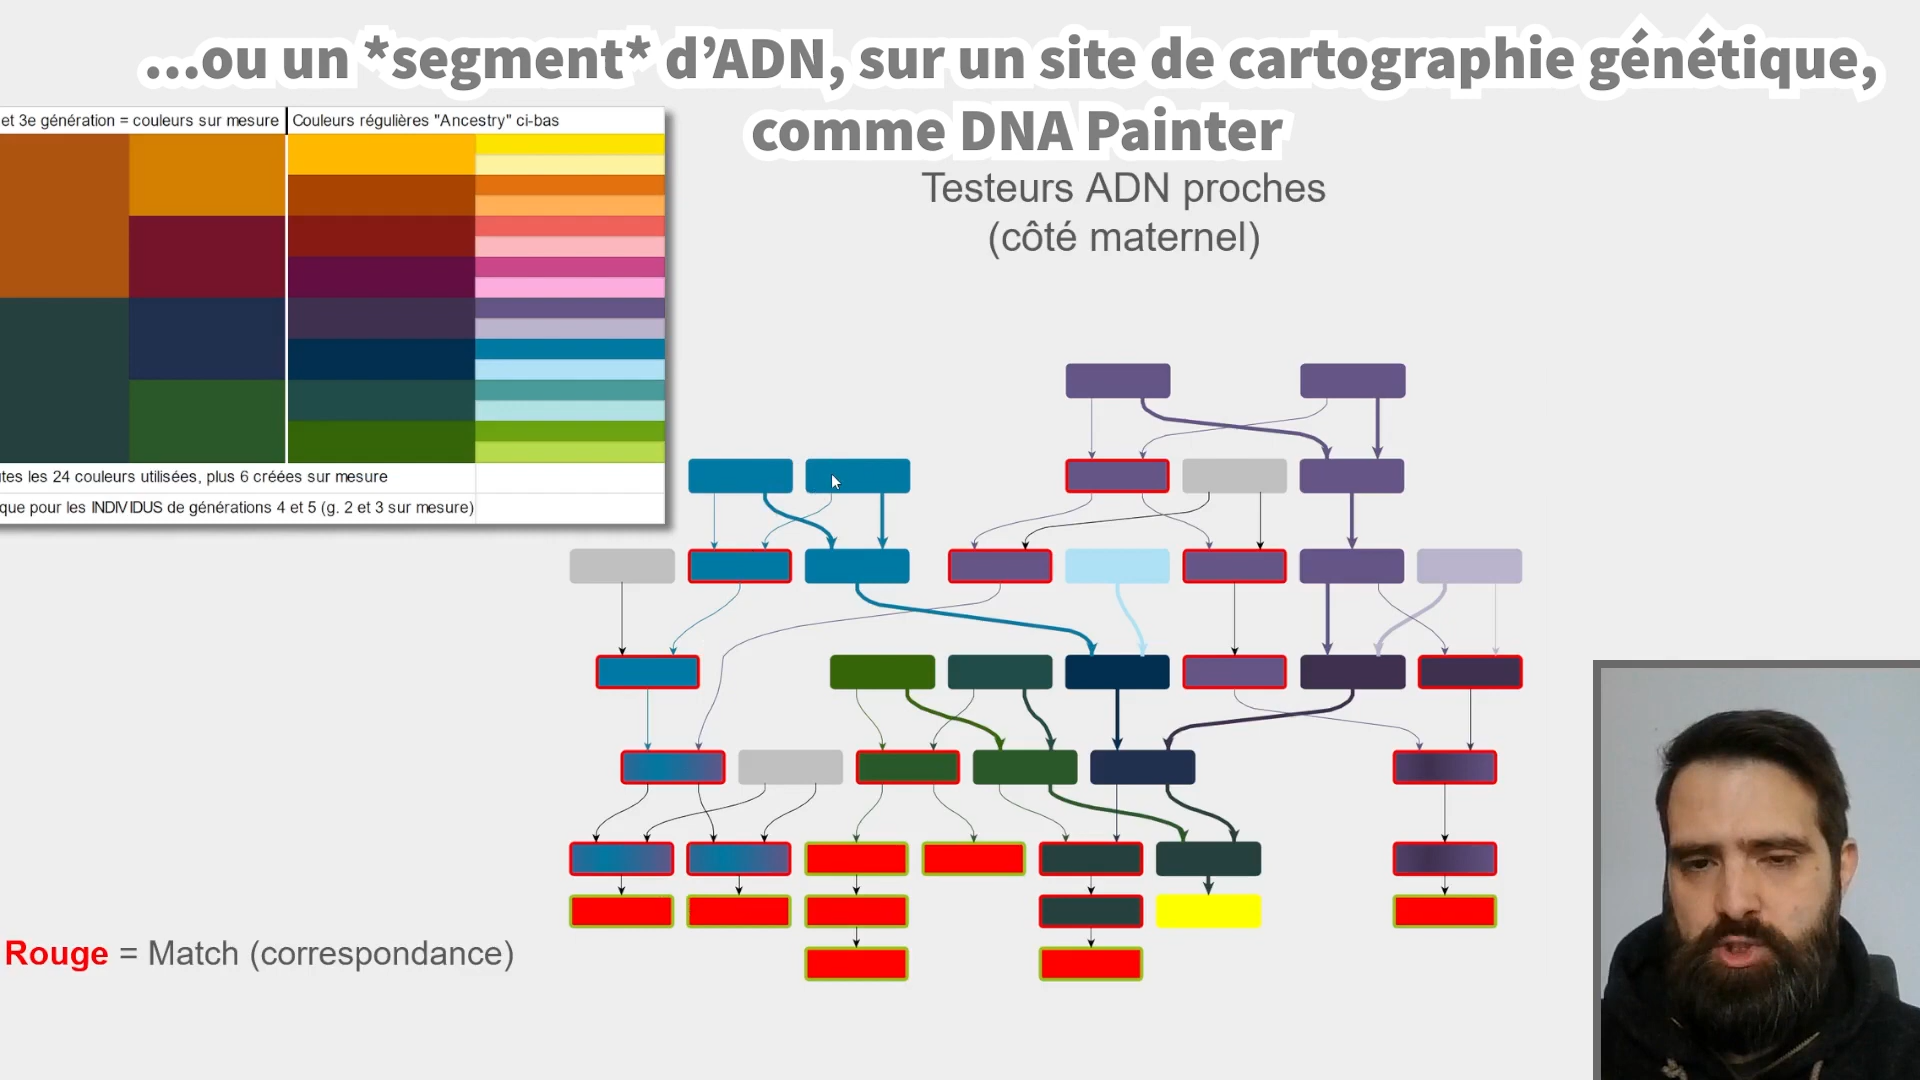 ...ou un *segment* d’ADN, sur un site de cartographie génétique,
comme DNA Painter
et 3e génération = couleurs sur mesure
Couleurs régulières "Ancestry" ci-bas
utes les 24 couleurs utilisées, plus 6 créées sur mesure
que pour les INDIVIDUS de générations 4 et 5 (g. 2 et 3 sur mesure)
Testeurs ADN proches
(côté maternel)
Rouge = Match (correspondance)